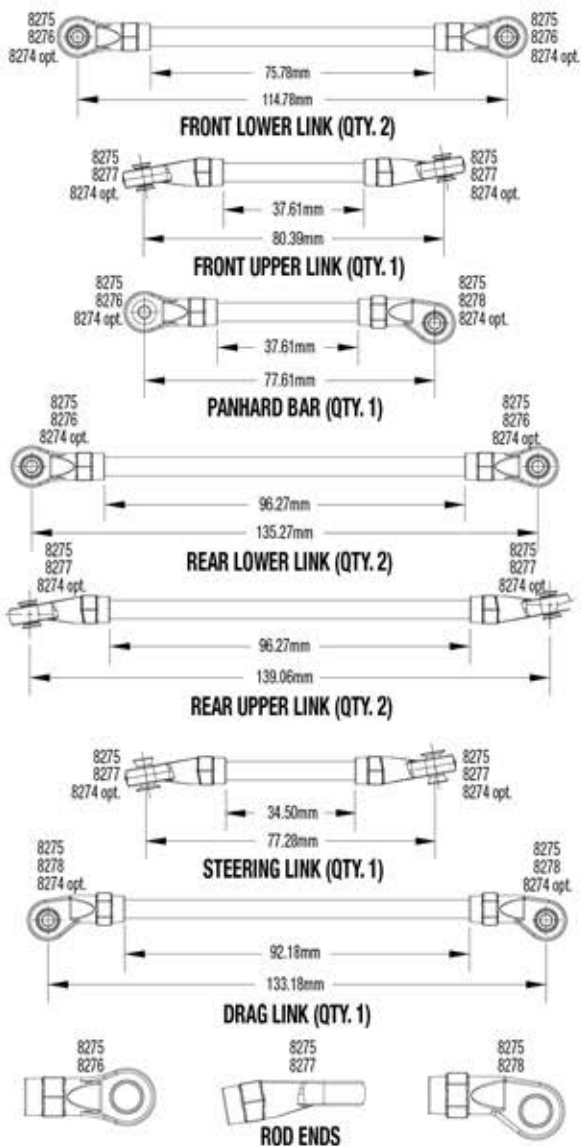 8275 8275
8276 8276
8274 opt. 8274 opt.
75.78mm
114.78mm
FRONT LOWER LINK (QTY. 2)
8275 8275
8277 8277
8274 opt. 8274 opt.
37.61mm
80.39mm
FRONT UPPER LINK (QTY. 1)
8275 8275
8276 8278
8274 opt. 8274 opt.
37.61mm
77.61mm
PANHARD BAR (QTY. 1)
8275 8275
8276 8276
8274 opt. 8274 opt.
96.27mm
135.27mm
REAR LOWER LINK (QTY. 2)
8275 8275
8277 8277
8274 opt. 8274 opt.
96.27mm
139.06mm
REAR UPPER LINK (QTY. 2)
8275 8275
8277 8277
8274 opt. 8274 opt.
34.50mm
77.28mm
STEERING LINK (QTY. 1)
8275 8275
8278 8278
8274 opt. 8274 opt.
92.18mm
133.18mm
DRAG LINK (QTY. 1)
8275 8275 8275
8276 8277 8278
ROD ENDS